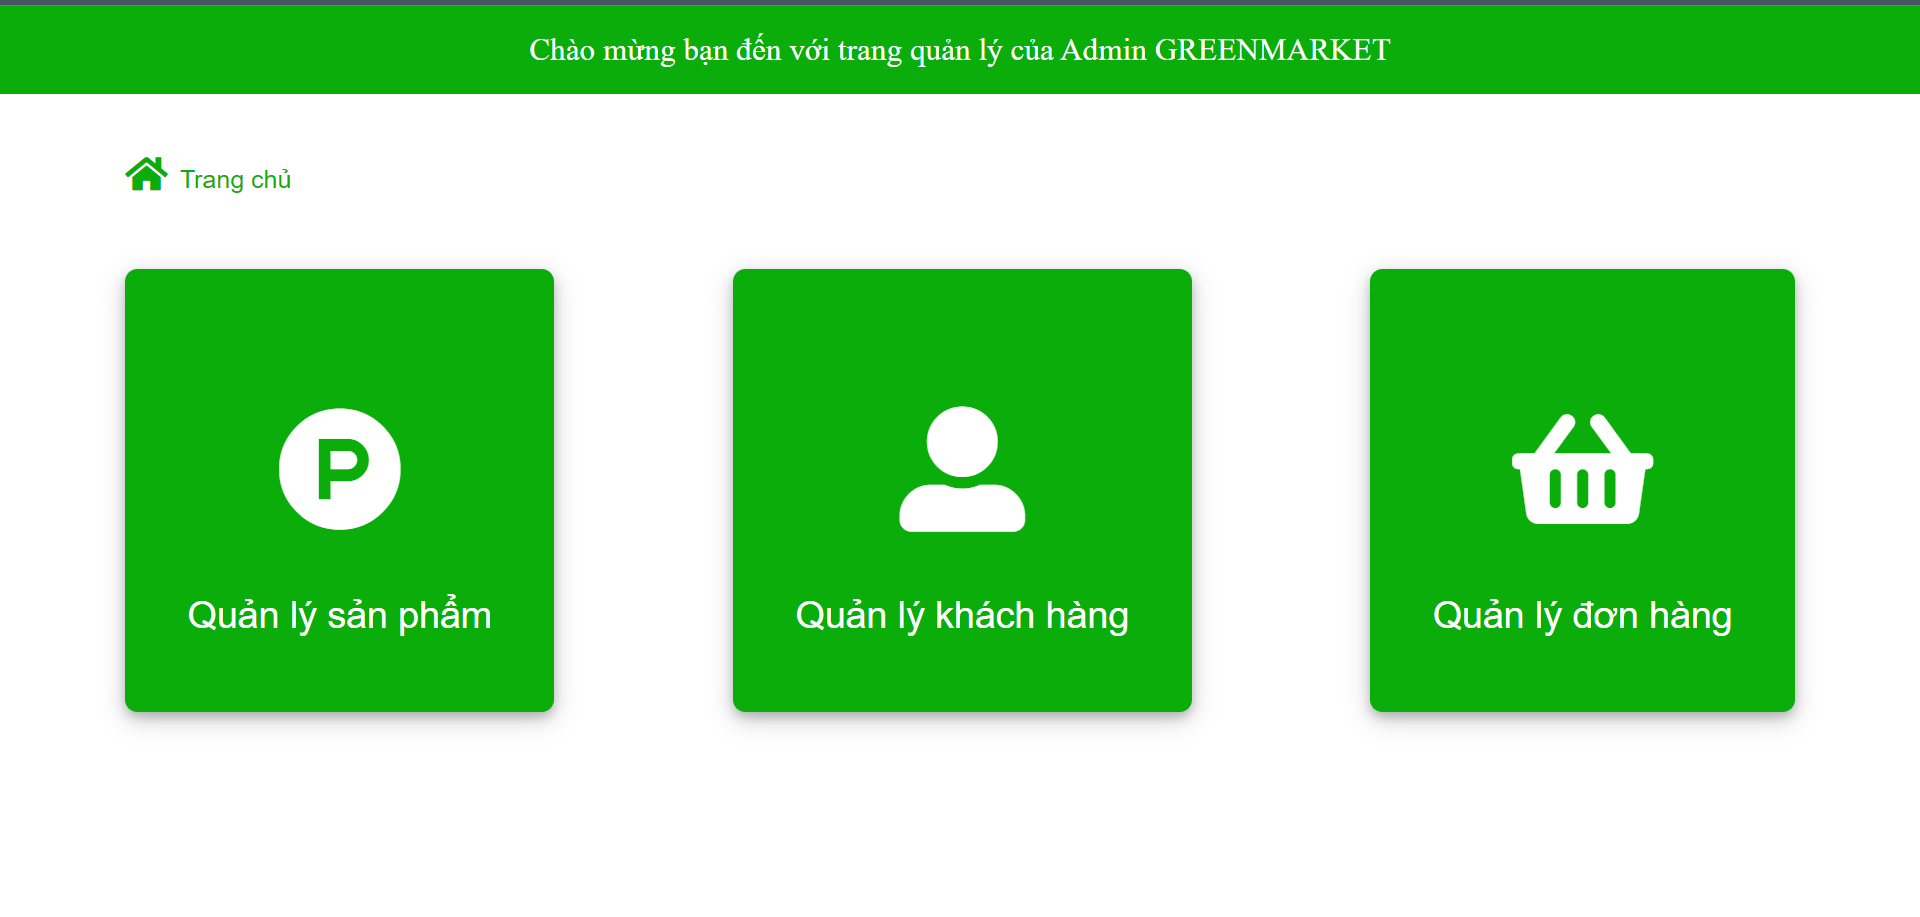 Chào mừng bạn đến với trang quản lý của Admin GREENMARKET
Trang chủ
P
Quản lý sản phẩm
Quản lý khách hàng
Quản lý đơn hàng